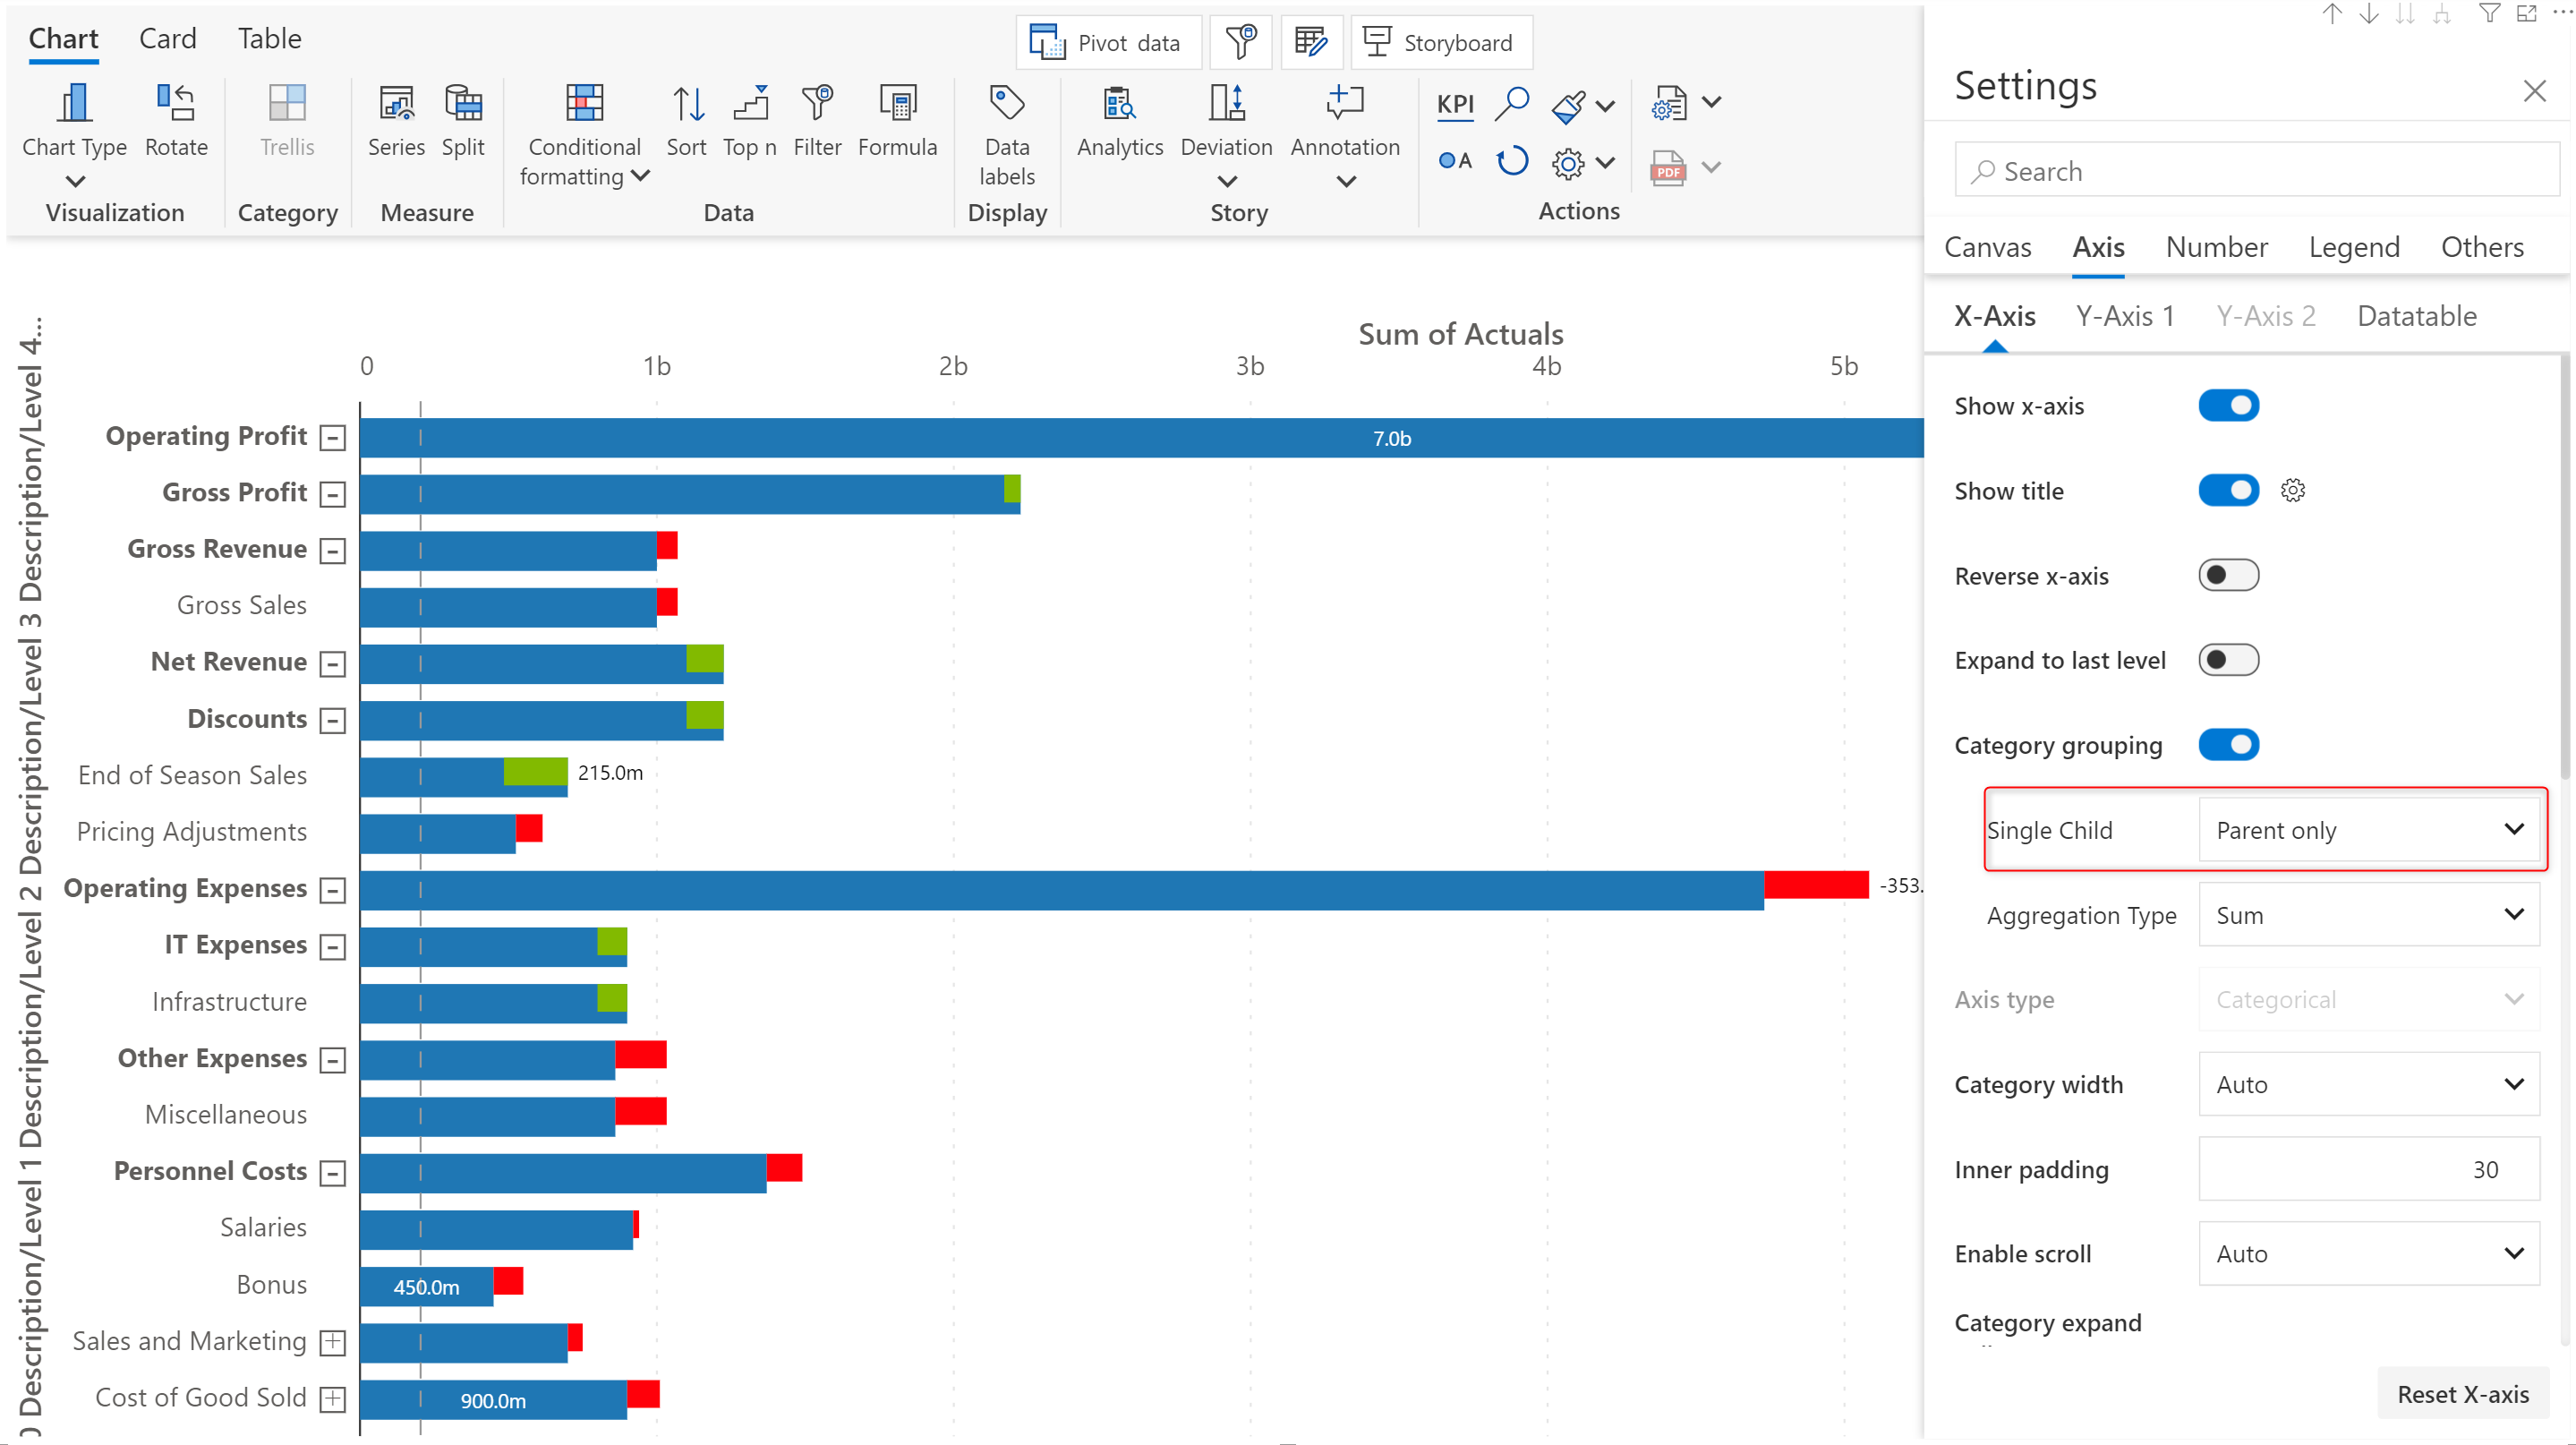 Chart Card Table
Pivot data
Storyboard
Chart Type
Rotate
Trellis
Series
Split
Conditional
formatting
Sort
Top n
Filter
Formula
Data
labels
Analytics
Deviation
Annotation
KPI
A
PDF
Visualization
Category
Measure
Data
Display
Story
Actions
Settings
Search
Canvas Axis Number Legend Others
X-Axis Y-Axis 1 Y-Axis 2 Datatable
Show x-axis
Show title
Reverse x-axis
Expand to last level
Category grouping
Single Child Parent only
Aggregation Type Sum
Axis type Categorical
Category width Auto
Inner padding 30
Enable scroll Auto
Category expand
Reset X-axis
Sum of Actuals
0 1b 2b 3b 4b 5b
Description/Level 1 Description/Level 2 Description/Level 3 Description/Level 4...
Operating Profit 7.0b
Gross Profit
Gross Revenue
Gross Sales
Net Revenue
Discounts
End of Season Sales 215.0m
Pricing Adjustments
Operating Expenses -353.
IT Expenses
Infrastructure
Other Expenses
Miscellaneous
Personnel Costs
Salaries
Bonus 450.0m
Sales and Marketing
Cost of Good Sold 900.0m